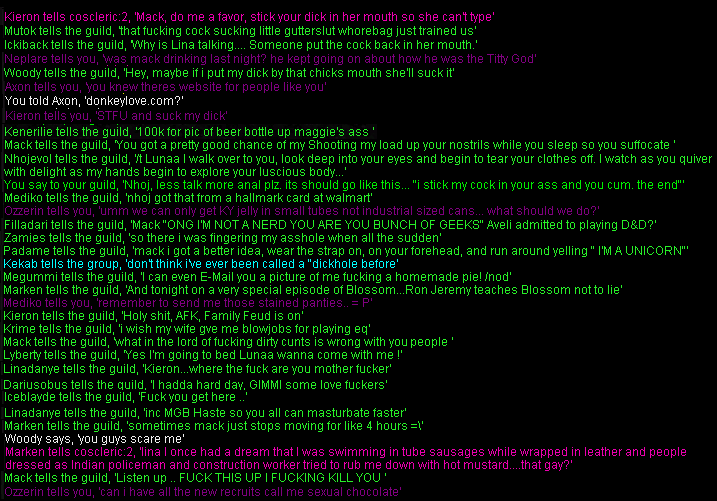 Kieron tells coscleric:2, 'Mack, do me a favor, stick your dick in her mouth so she can't type'
Mutok tells the guild, 'that fucking cock sucking little gutterslut whorebag just trained us'
Ickiback tells the guild, 'Why is Lina talking.... Someone put the cock back in her mouth.'
Neplare tells you, 'was mack drinking last night? he kept going on about how he was the Titty God'
Woody tells the guild, 'Hey, maybe if i put my dick by that chicks mouth she'll suck it'
Axon tells you, 'you knew theres website for people like you'
You told Axon, 'donkeylove.com?'
Kieron tells you, 'STFU and suck my dick'
Kenerilie tells the guild, '100k for pic of beer bottle up maggie's ass '
Mack tells the guild, 'You got a pretty good chance of my Shooting my load up your nostrils while you sleep so you suffocate '
Nhojevol tells the guild, '/t Lunaa I walk over to you, look deep into your eyes and begin to tear your clothes off. I watch as you quiver
with delight as my hands begin to explore your luscious body...'
You say to your guild, 'Nhoj, less talk more anal plz. its should go like this... "i stick my cock in your ass and you cum. the end"'
Mediko tells the guild, 'nhoj got that from a hallmark card at walmart'
Ozzerin tells you, 'umm we can only get KY jelly in small tubes not industrial sized cans... what should we do?'
Filladari tells the guild, 'Mack "ONG I'M NOT A NERD YOU ARE YOU BUNCH OF GEEKS" Aveli admitted to playing D&D?'
Zamies tells the guild, 'so there i was fingering my asshole when all the sudden'
Padame tells the guild, 'mack i got a better idea, wear the strap on, on your forehead, and run around yelling " I'M A UNICORN"'
Kekab tells the group, 'don't think i've ever been called a "dickhole before'
Megummi tells the guild, 'I can even E-Mail you a picture of me fucking a homemade pie! /nod'
Marken tells the guild, 'And tonight on a very special episode of Blossom...Ron Jeremy teaches Blossom not to lie'
Mediko tells you, 'remember to send me those stained panties.. = P'
Kieron tells the guild, 'Holy shit, AFK, Family Feud is on'
Krime tells the guild, 'i wish my wife gve me blowjobs for playing eq'
Mack tells the guild, 'what in the lord of fucking dirty cunts is wrong with you people '
Lyberty tells the guild, 'Yes I'm going to bed Lunaa wanna come with me !'
Linadanye tells the guild, 'Kieron...where the fuck are you mother fucker'
Dariusobus tells the guild, 'I hadda hard day, GIMMI some love fuckers'
Iceblayde tells the guild, 'Fuck you get here ..'
Linadanye tells the guild, 'Inc MGB Haste so you all can masturbate faster'
Marken tells the guild, 'sometimes mack just stops moving for like 4 hours =\'
Woody says, 'you guys scare me'
Marken tells coscleric:2, 'lina I once had a dream that I was swimming in tube sausages while wrapped in leather and people
dressed as Indian policeman and construction worker tried to rub me down with hot mustard....that gay?'
Mack tells the guild, 'Listen up .. FUCK THIS UP I FUCKING KILL YOU '
Ozzerin tells you, 'can i have all the new recruits call me sexual chocolate'